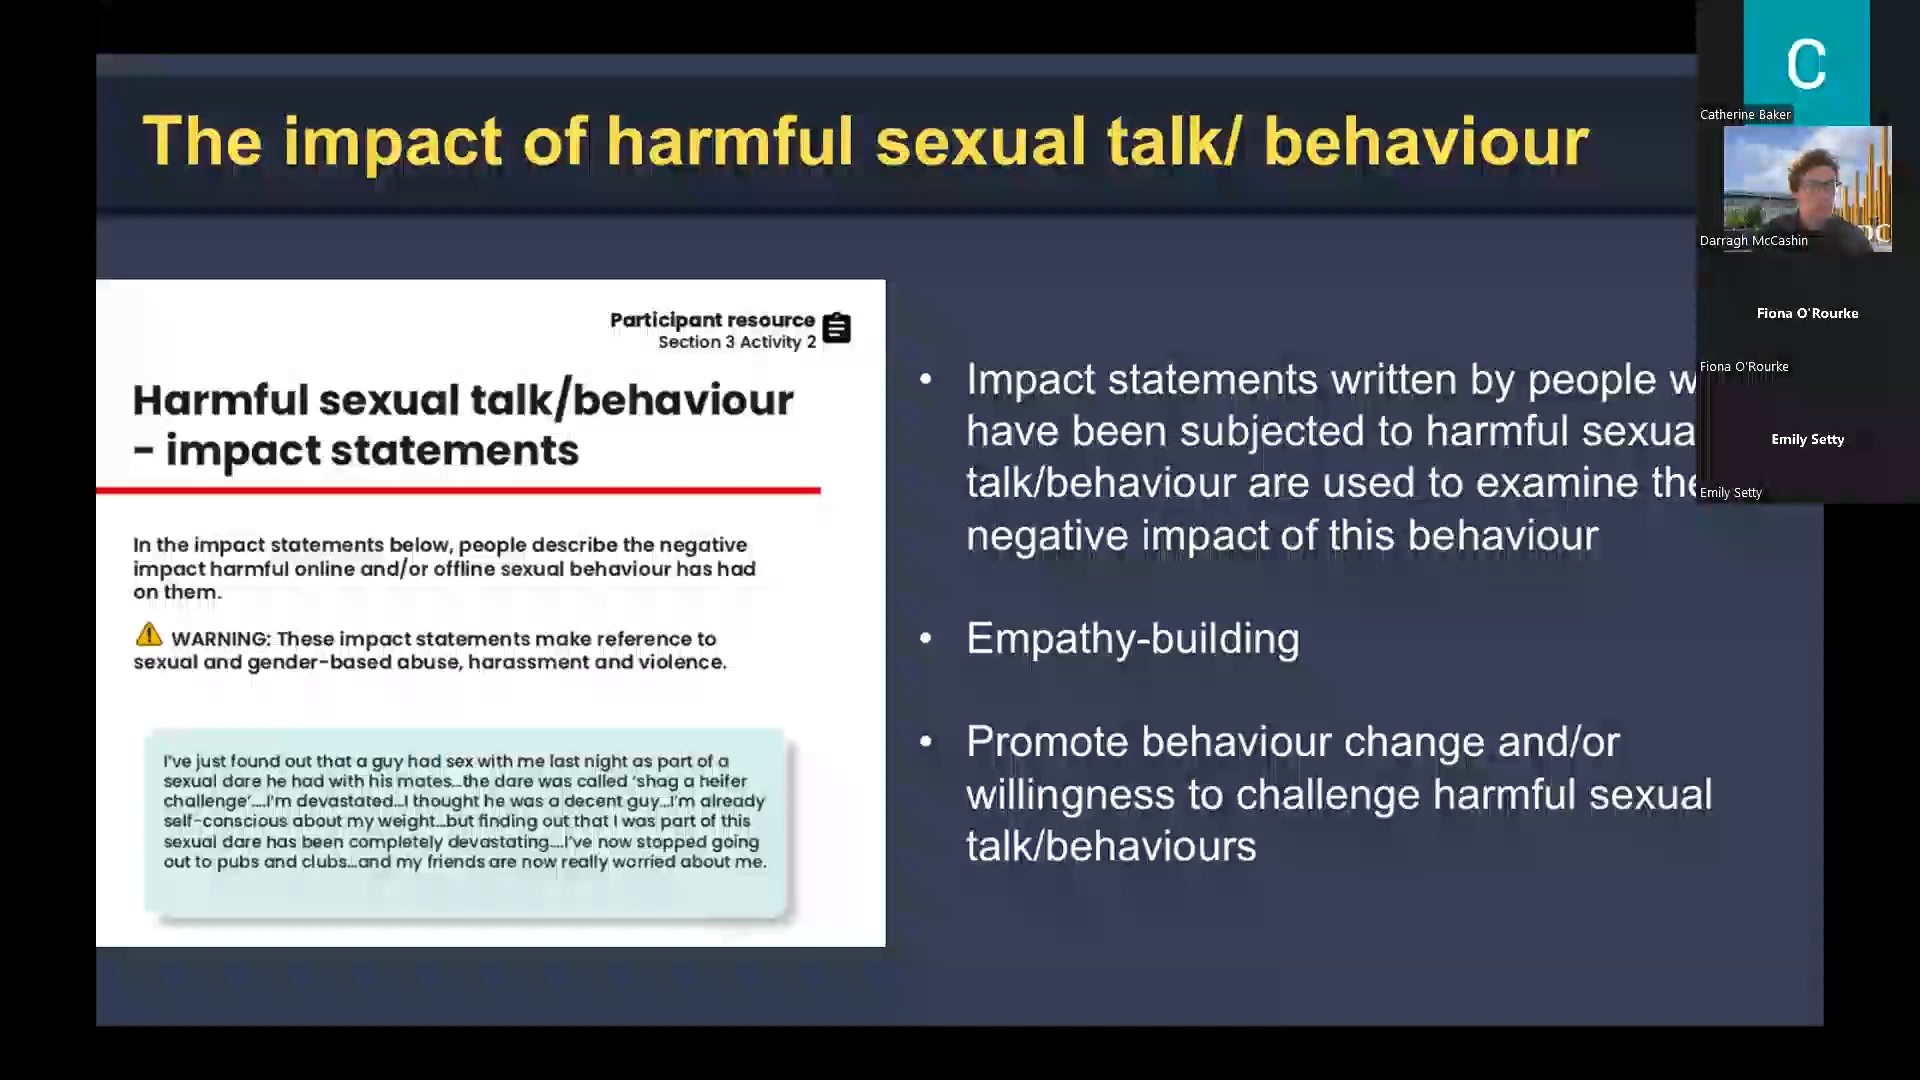 The impact of harmful sexual talk/ behaviour
Participant resource
Section 3 Activity 2
Harmful sexual talk/behaviour
- impact statements
In the impact statements below, people describe the negative
impact harmful online and/or offline sexual behaviour has had
on them.
WARNING: These impact statements make reference to
sexual and gender-based abuse, harassment and violence.
I've just found out that a guy had sex with me last night as part of a
sexual dare he had with his mates...the dare was called 'shag a heifer
challenge'....I'm devastated...I thought he was a decent guy...I'm already
self-conscious about my weight...but finding out that I was part of this
sexual dare has been completely devastating....I've now stopped going
out to pubs and clubs...and my friends are now really worried about me.
• Impact statements written by people w
have been subjected to harmful sexua
talk/behaviour are used to examine the
negative impact of this behaviour
• Empathy-building
• Promote behaviour change and/or
willingness to challenge harmful sexual
talk/behaviours
C
Catherine Baker
Darragh McCashin
Fiona O'Rourke
Fiona O'Rourke
Emily Setty
Emily Setty